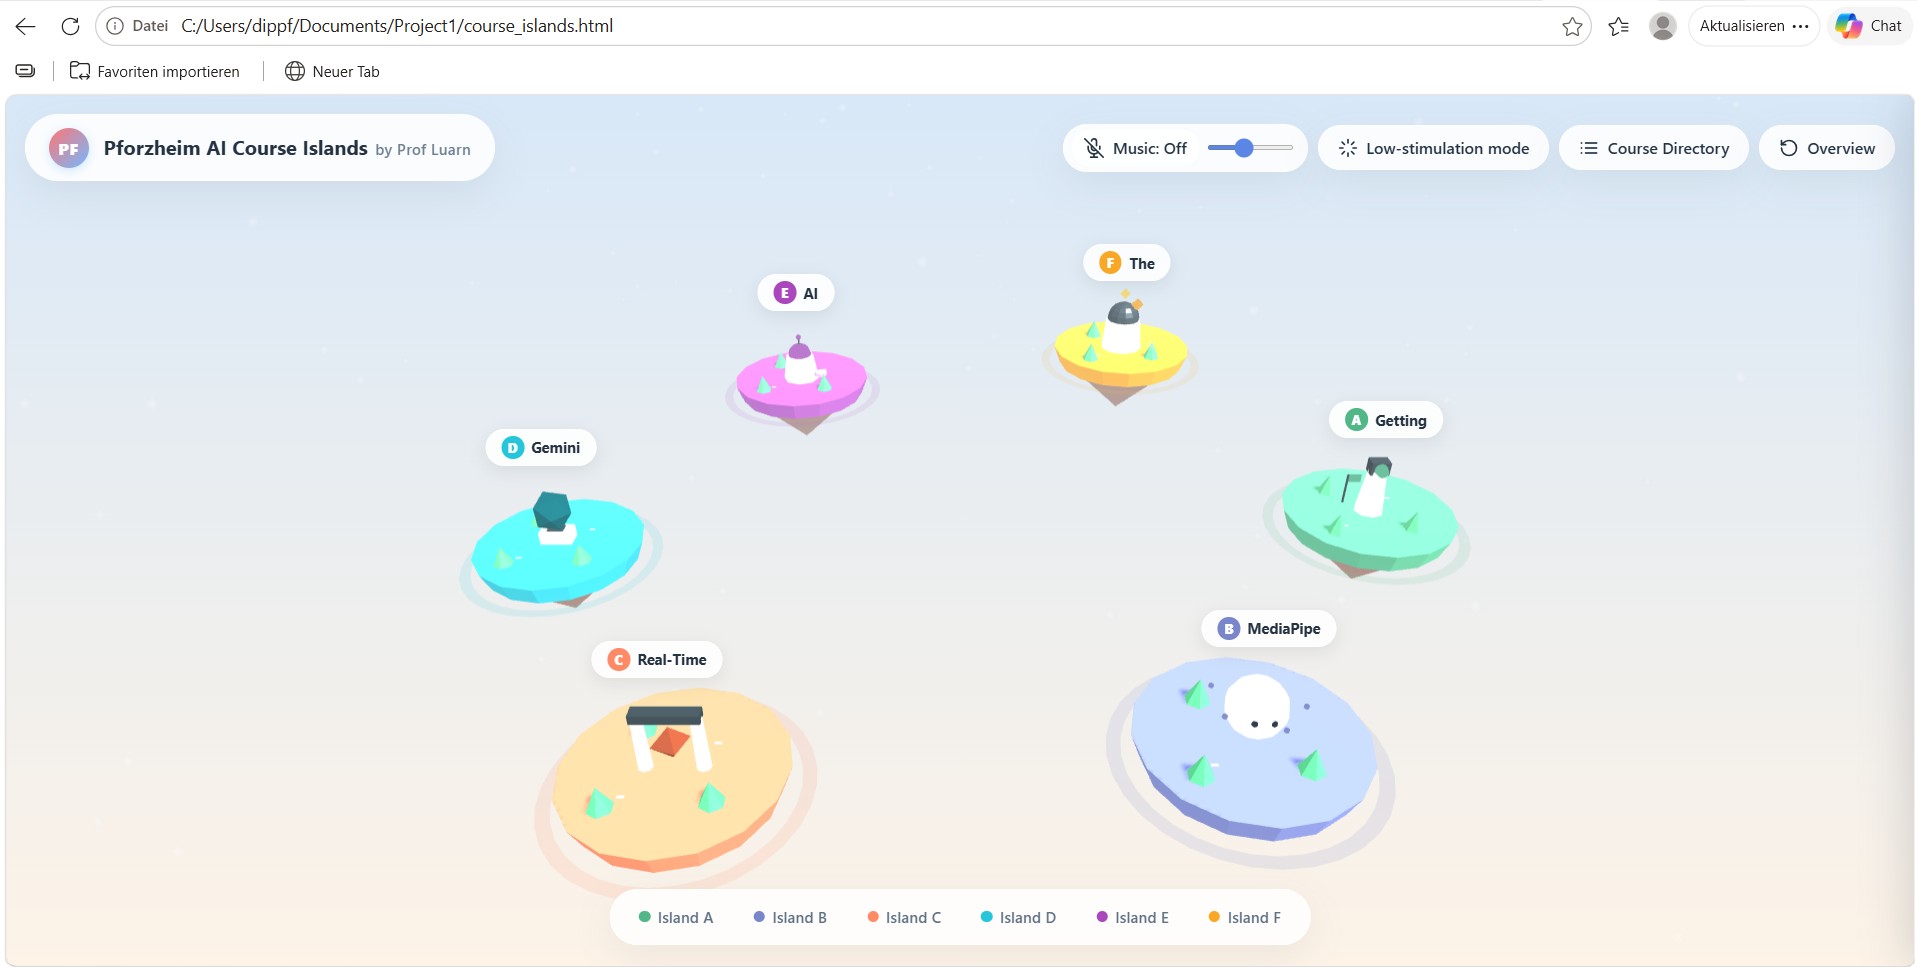 Datei C:/Users/dippf/Documents/Project1/course_islands.html Aktualisieren ··· Chat
Favoriten importieren Neuer Tab
PF Pforzheim AI Course Islands by Prof Luarn Music: Off Low-stimulation mode Course Directory Overview
F The
E AI
A Getting
D Gemini
B MediaPipe
C Real-Time
Island A Island B Island C Island D Island E Island F